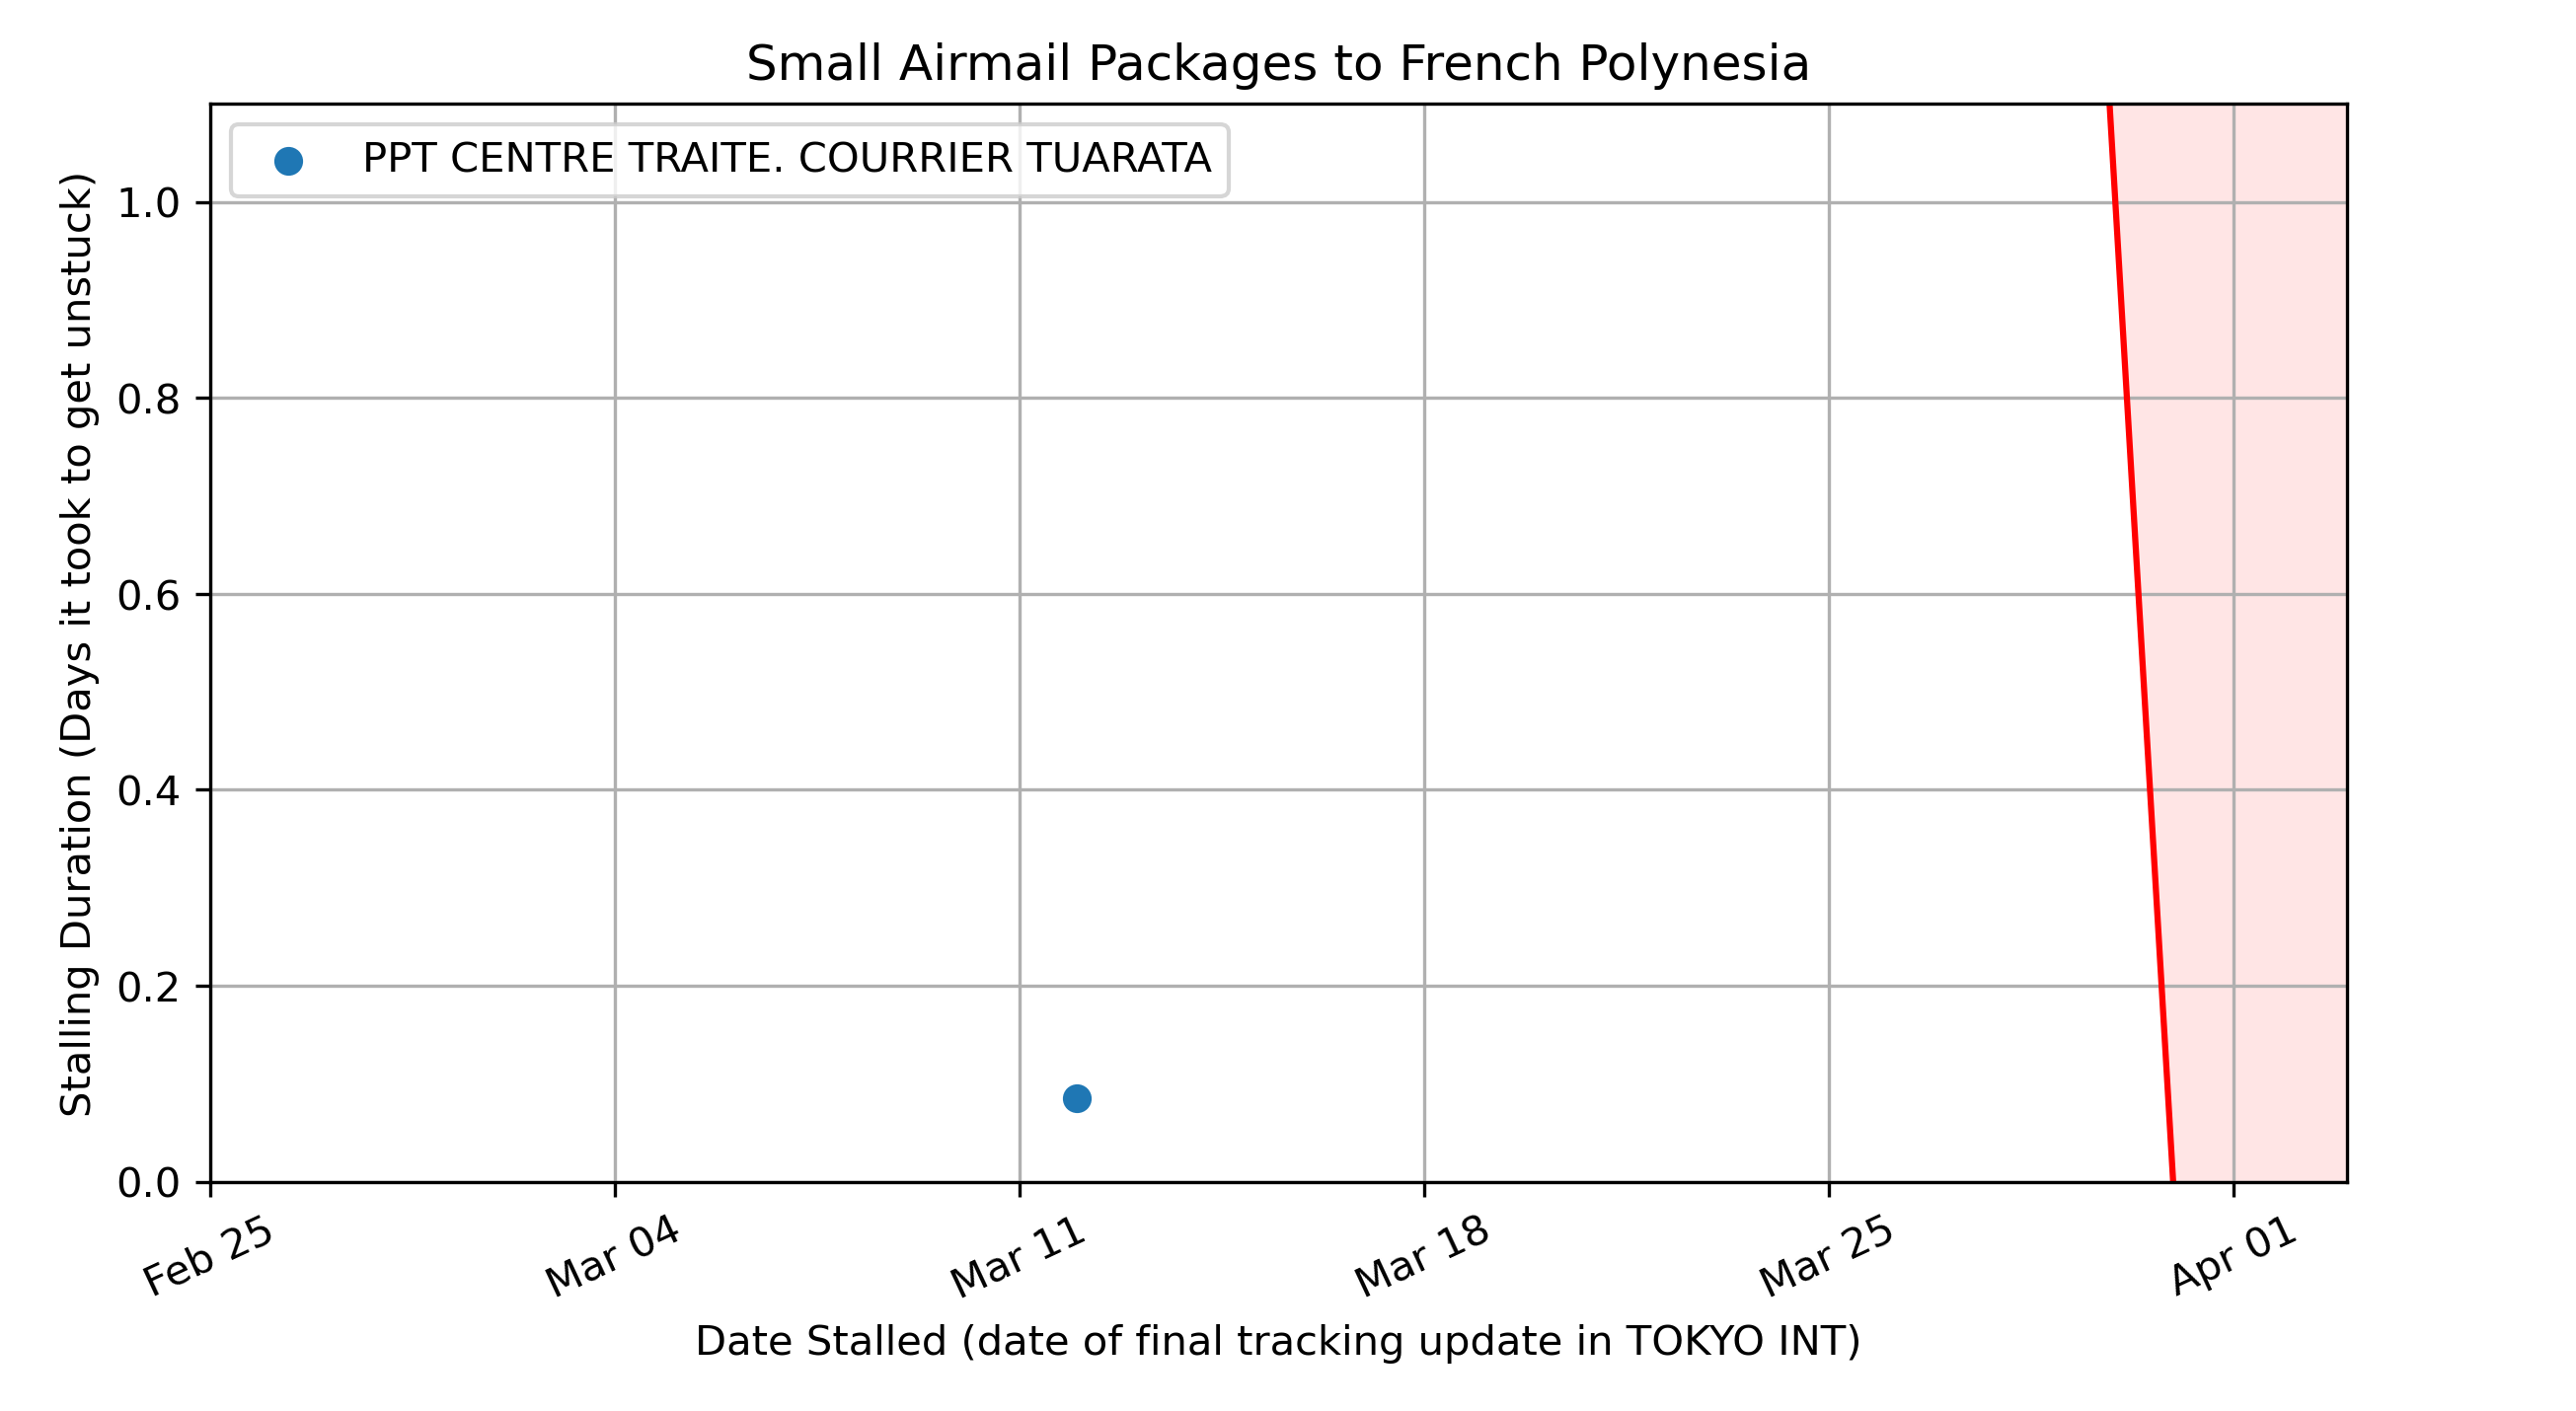 Small Airmail Packages to French Polynesia
PPT CENTRE TRAITE. COURRIER TUARATA
Stalling Duration (Days it took to get unstuck)
1.0
0.8
0.6
0.4
0.2
0.0
Feb 25
Mar 04
Mar 11
Mar 18
Mar 25
Apr 01
Date Stalled (date of final tracking update in TOKYO INT)